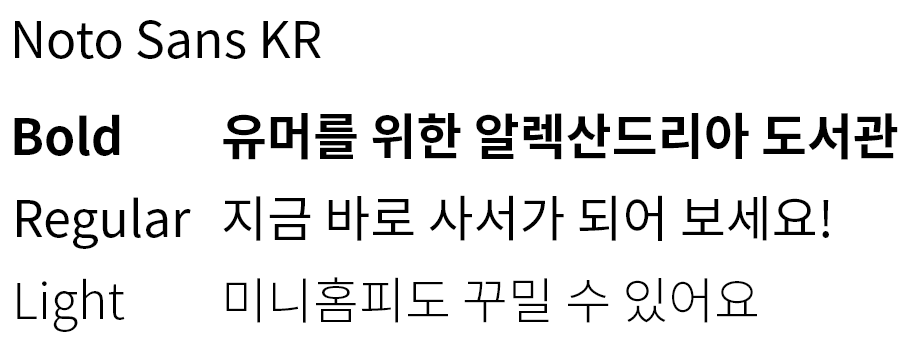 Noto Sans KR
Bold 유머를 위한 알렉산드리아 도서관
Regular 지금 바로 사서가 되어 보세요!
Light 미니홈피도 꾸밀 수 있어요